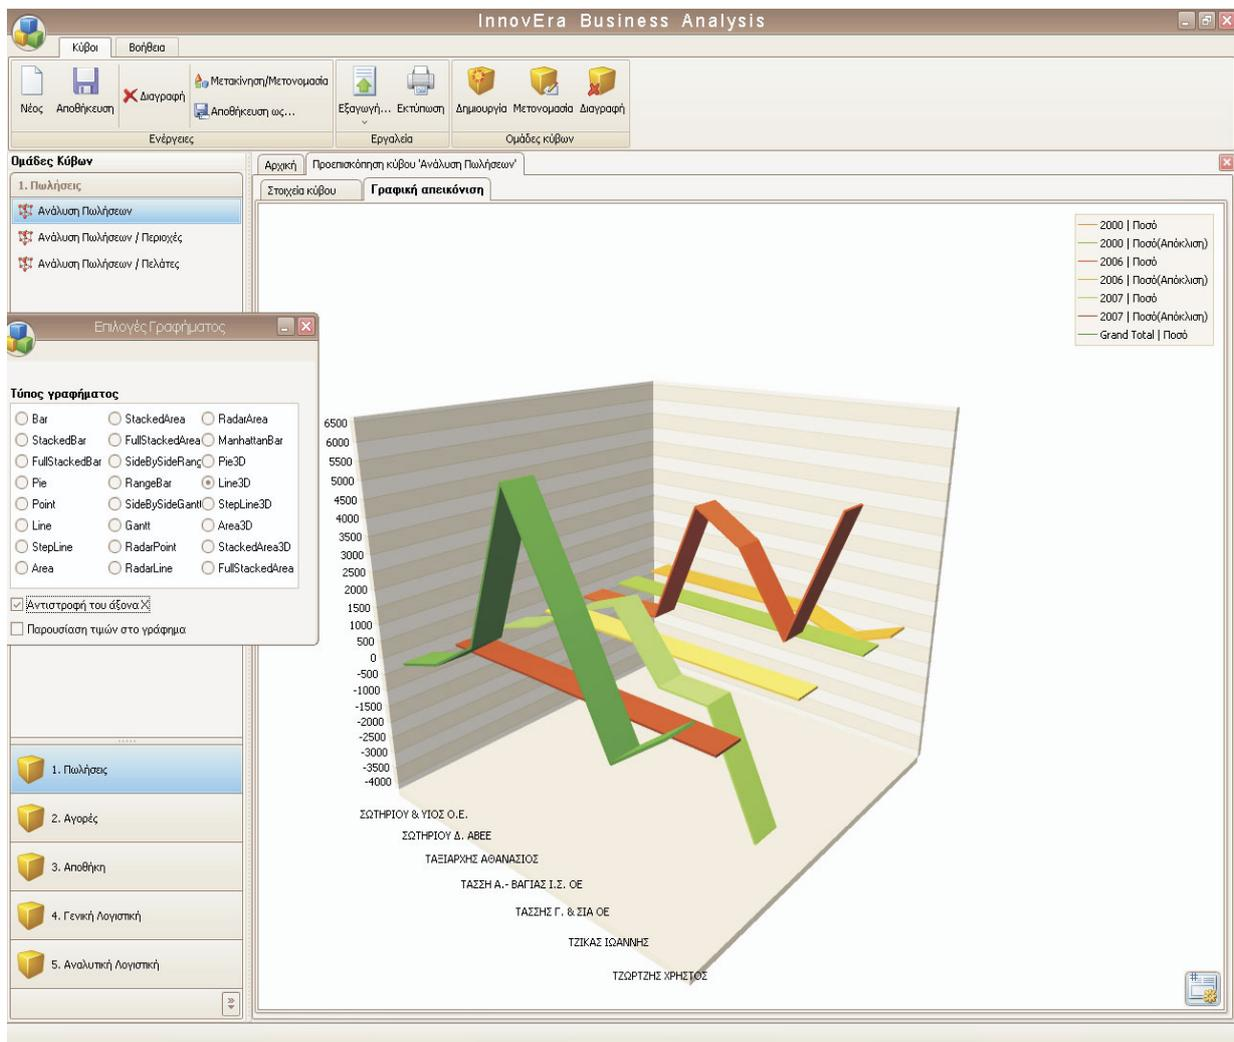 InnovEra Business Analysis
Κύβοι
Βοήθεια
Νέος
Αποθήκευση
Διαγραφή
Μετακίνηση/Μετονομασία
Αποθήκευση ως...
Ενέργειες
Εξαγωγή...
Εκτύπωση
Εργαλεία
Δημιουργία
Μετονομασία
Διαγραφή
Ομάδες κύβων
Ομάδες Κύβων
1. Πωλήσεις
Ανάλυση Πωλήσεων
Ανάλυση Πωλήσεων / Περιοχές
Ανάλυση Πωλήσεων / Πελάτες
Αρχική
Προεπισκόπηση κύβου 'Ανάλυση Πωλήσεων'
Στοιχεία κύβου
Γραφική απεικόνιση
2000 | Ποσό
2000 | Ποσό(Απόκλιση)
2006 | Ποσό
2006 | Ποσό(Απόκλιση)
2007 | Ποσό
2007 | Ποσό(Απόκλιση)
Grand Total | Ποσό
Επιλογές Γραφήματος
Τύπος γραφήματος
Bar
StackedArea
RadarArea
StackedBar
FullStackedArea
ManhattanBar
FullStackedBar
SideBySideRang
Pie3D
Pie
RangeBar
Line3D
Point
SideBySideGantt
StepLine3D
Line
Gantt
Area3D
StepLine
RadarPoint
StackedArea3D
Area
RadarLine
FullStackedArea
Αντιστροφή του άξονα Χ
Παρουσίαση τιμών στο γράφημα
6500
6000
5500
5000
4500
4000
3500
3000
2500
2000
1500
1000
500
0
-500
-1000
-1500
-2000
-2500
-3000
-3500
-4000
ΣΩΤΗΡΙΟΥ & ΥΙΟΣ Ο.Ε.
ΣΩΤΗΡΙΟΥ Δ. ΑΒΕΕ
ΤΑΞΙΑΡΧΗΣ ΑΘΑΝΑΣΙΟΣ
ΤΑΣΣΗ Α.- ΒΑΓΙΑΣ Ι.Σ. ΟΕ
ΤΑΣΣΗΣ Γ. & ΣΙΑ ΟΕ
ΤΖΙΚΑΣ ΙΩΑΝΝΗΣ
ΤΖΩΡΤΖΗΣ ΧΡΗΣΤΟΣ
1. Πωλήσεις
2. Αγορές
3. Αποθήκη
4. Γενική Λογιστική
5. Αναλυτική Λογιστική